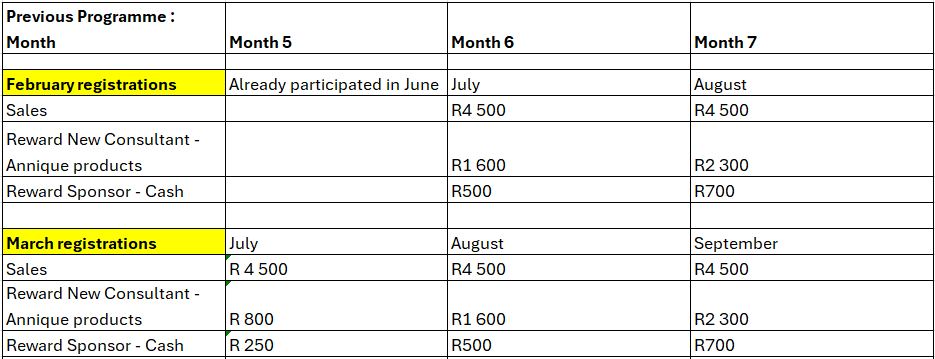 Previous Programme :
Month Month 5 Month 6 Month 7
February registrations Already participated in June July August
Sales R4 500 R4 500
Reward New Consultant -
Annique products R1 600 R2 300
Reward Sponsor - Cash R500 R700
March registrations July August September
Sales R 4 500 R4 500 R4 500
Reward New Consultant -
Annique products R 800 R1 600 R2 300
Reward Sponsor - Cash R 250 R500 R700